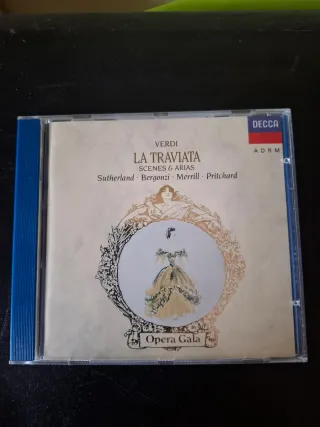 VERDI
LA TRAVIATA
SCENES & ARIAS
Sutherland · Bergonzi · Merrill · Pritchard
DECCA
ADRM
Opera Gala